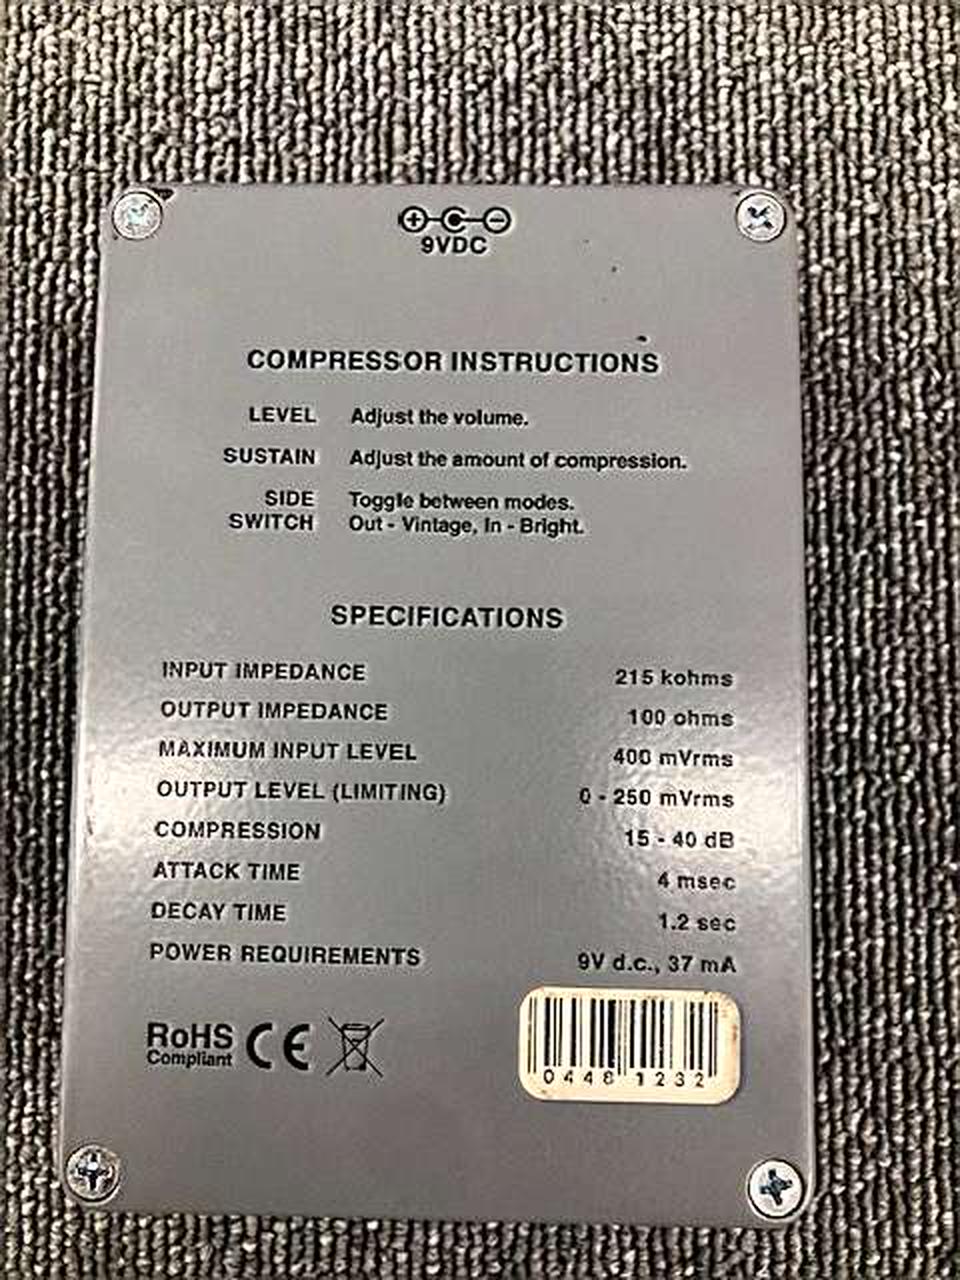 9VDC
COMPRESSOR INSTRUCTIONS
LEVEL Adjust the volume.
SUSTAIN Adjust the amount of compression.
SIDE Toggle between modes.
SWITCH Out - Vintage, In - Bright.
SPECIFICATIONS
INPUT IMPEDANCE 215 kohms
OUTPUT IMPEDANCE 100 ohms
MAXIMUM INPUT LEVEL 400 mVrms
OUTPUT LEVEL (LIMITING) 0 - 250 mVrms
COMPRESSION 15 - 40 dB
ATTACK TIME 4 msec
DECAY TIME 1.2 sec
POWER REQUIREMENTS 9V d.c., 37 mA
RoHS CE
Compliant
04481232